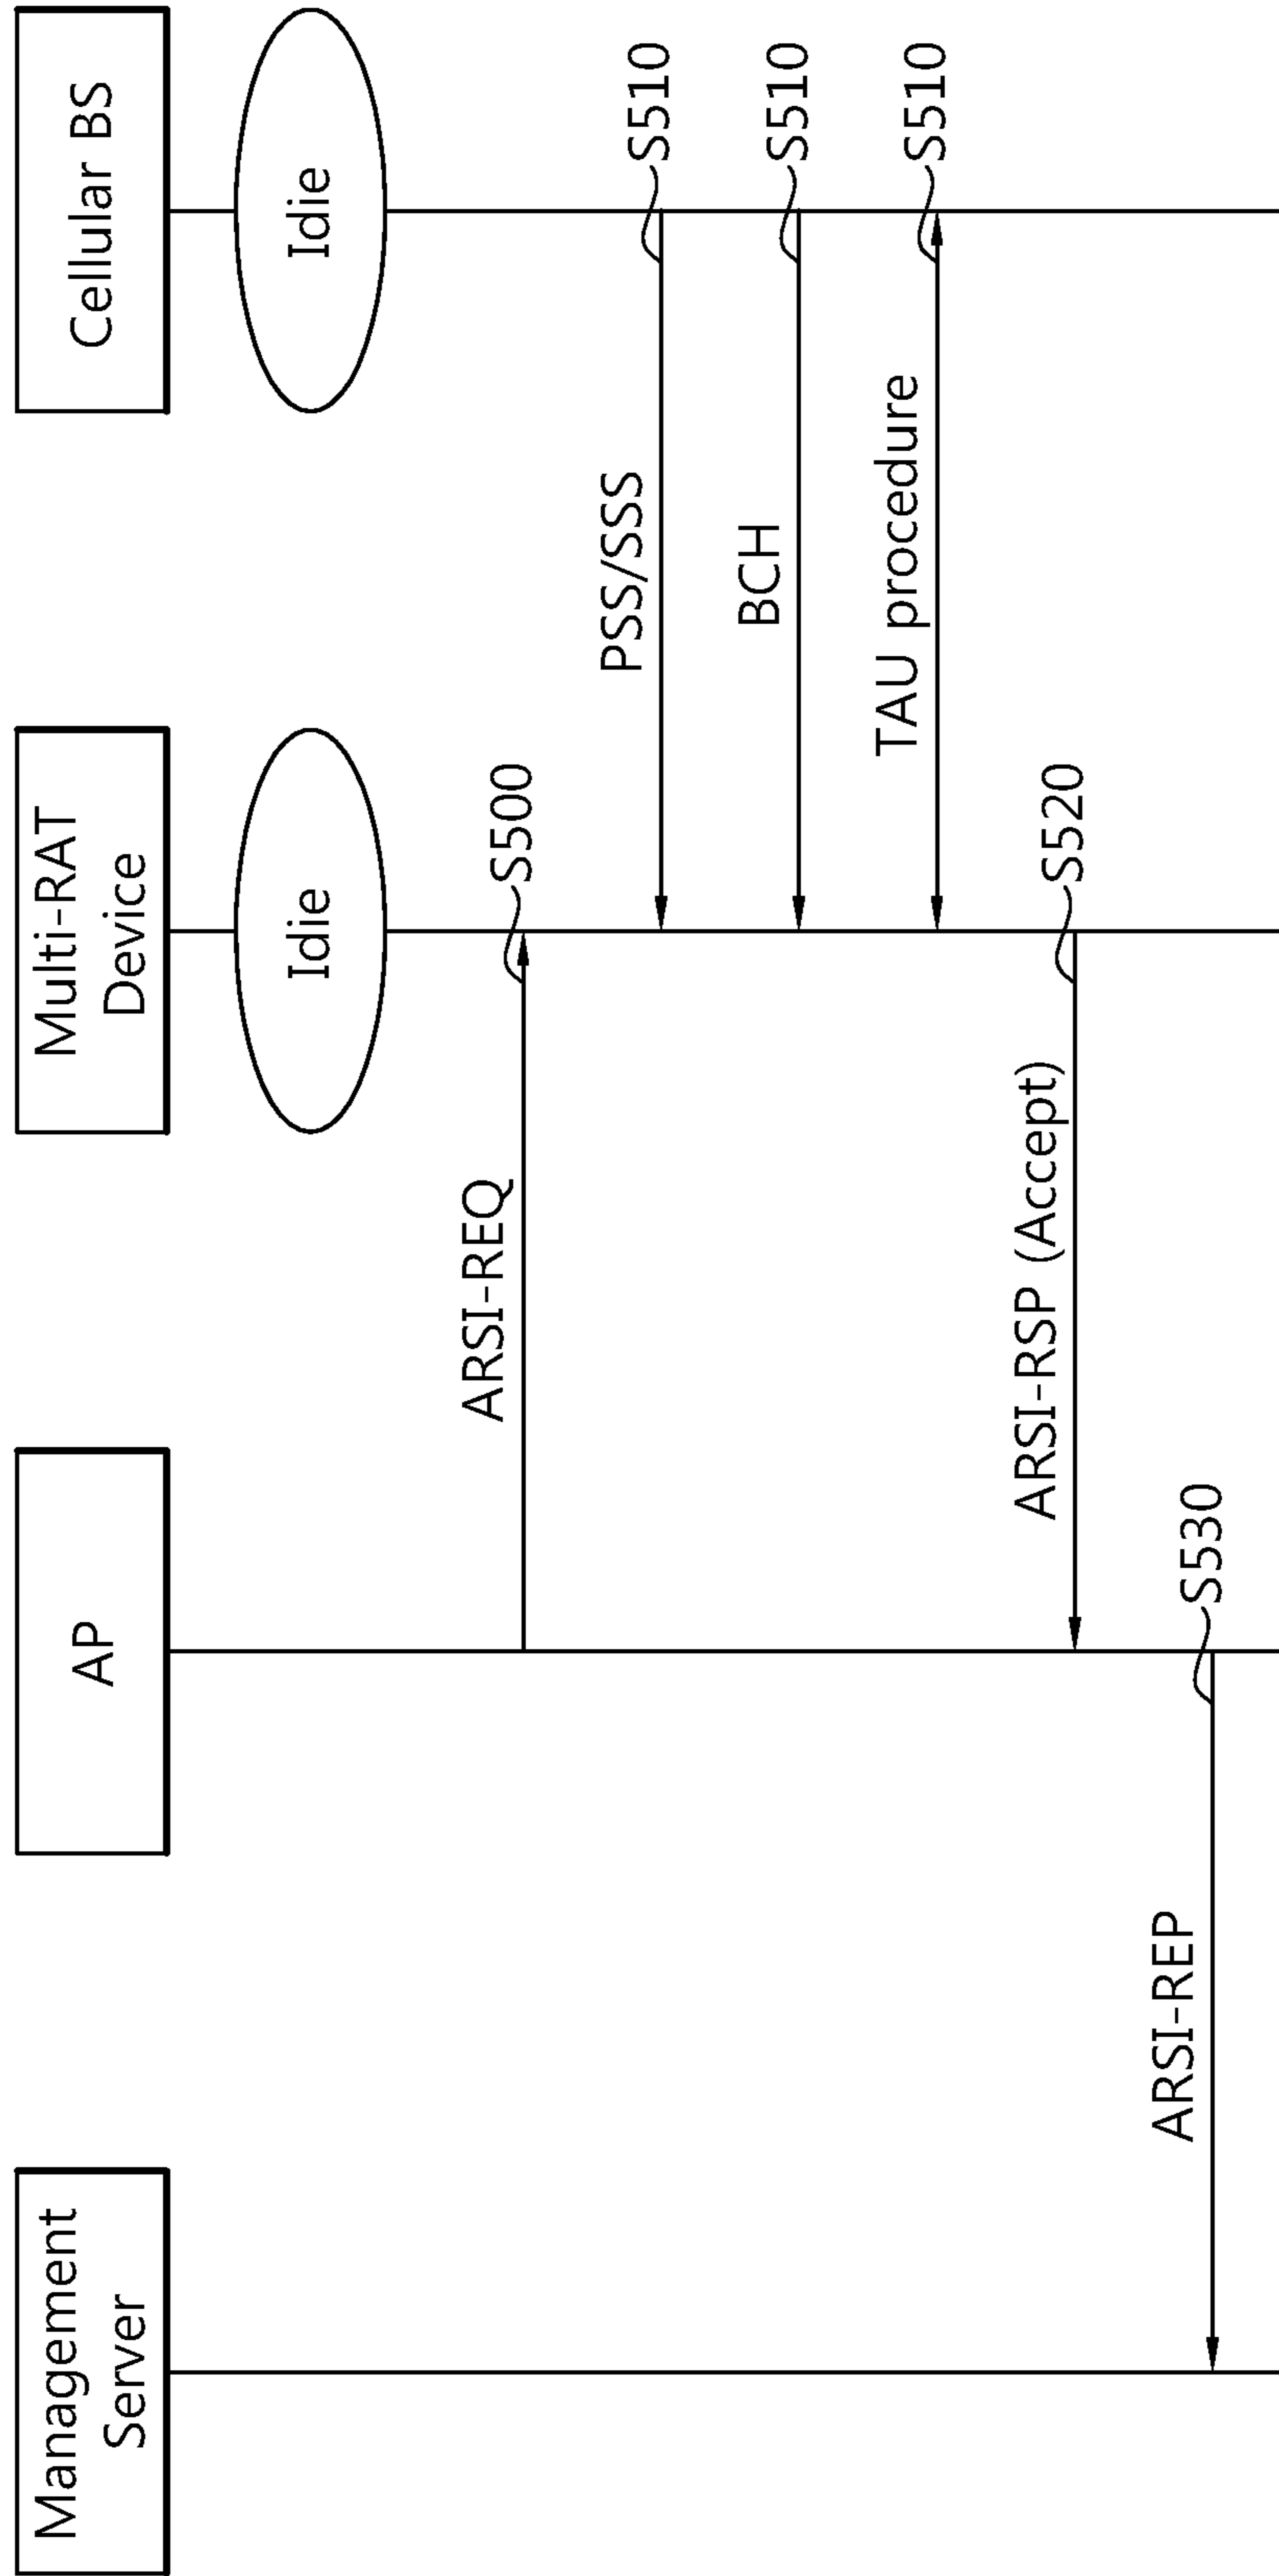 Management
Server
AP
Multi-RAT
Device
Cellular BS
Idie
Idie
ARSI-REQ
S500
PSS/SSS
S510
BCH
S510
TAU procedure
S510
ARSI-RSP (Accept)
S520
ARSI-REP
S530